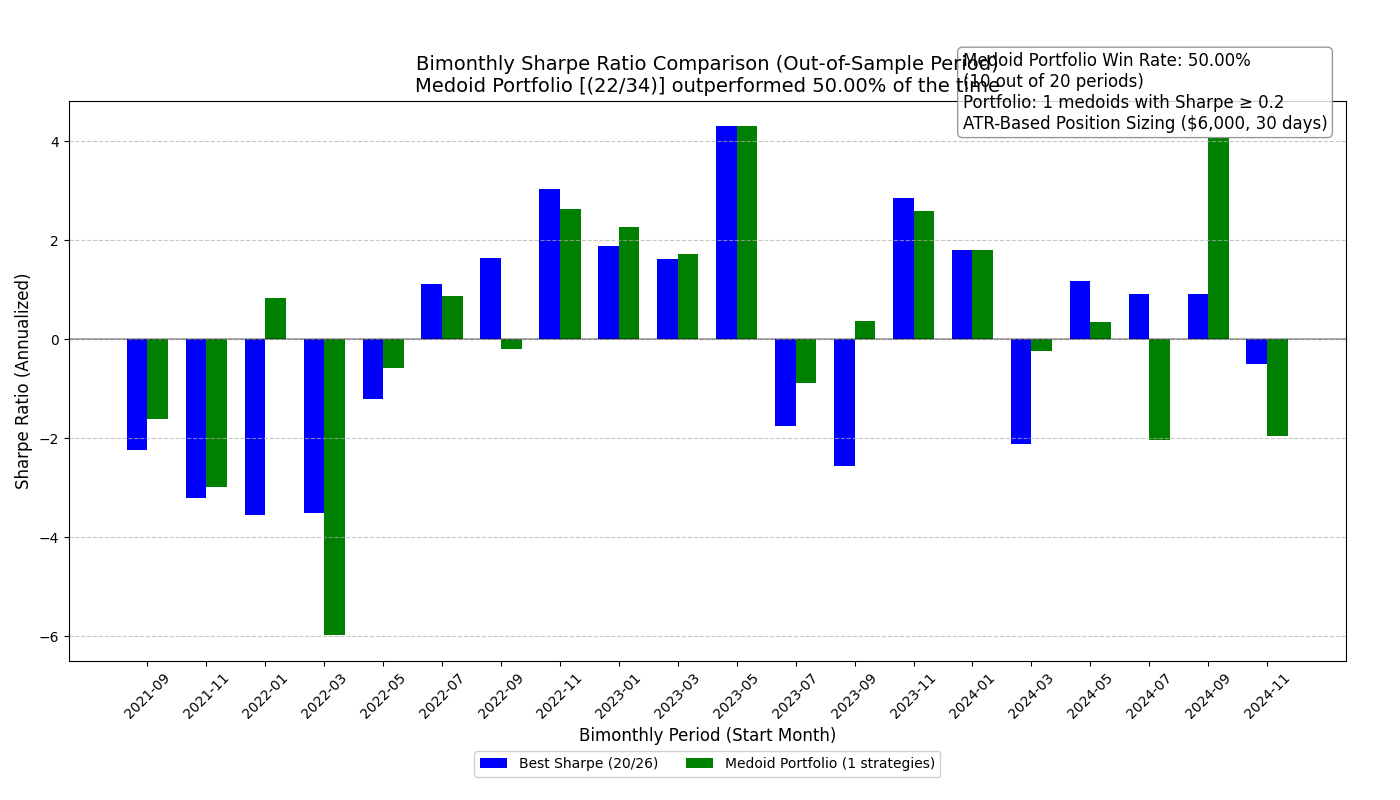 Bimonthly Sharpe Ratio Comparison (Out-of-Sample Period)
Medoid Portfolio [(22/34)] outperformed 50.00% of the time
Medoid Portfolio Win Rate: 50.00%
(10 out of 20 periods)
Portfolio: 1 medoids with Sharpe ≥ 0.2
ATR-Based Position Sizing ($6,000, 30 days)
Sharpe Ratio (Annualized)
4
2
0
−2
−4
−6
2021-09
2021-11
2022-01
2022-03
2022-05
2022-07
2022-09
2022-11
2023-01
2023-03
2023-05
2023-07
2023-09
2023-11
2024-01
2024-03
2024-05
2024-07
2024-09
2024-11
Bimonthly Period (Start Month)
Best Sharpe (20/26)
Medoid Portfolio (1 strategies)